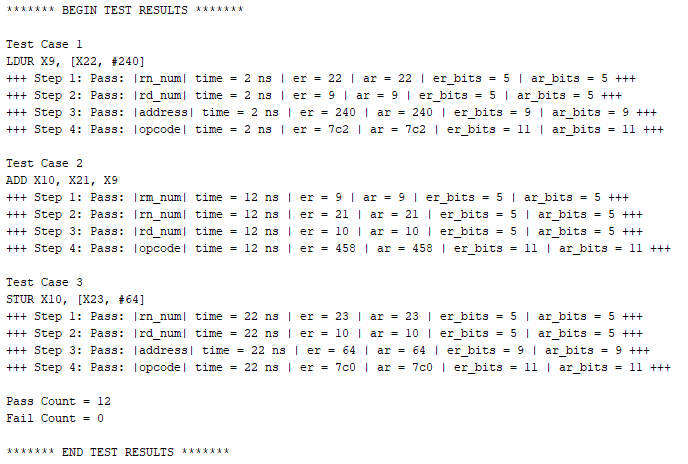 ******* BEGIN TEST RESULTS *******
Test Case 1
LDUR X9, [X22, #240]
+++ Step 1: Pass: |rn_num| time = 2 ns | er = 22 | ar = 22 | er_bits = 5 | ar_bits = 5 +++
+++ Step 2: Pass: |rd_num| time = 2 ns | er = 9 | ar = 9 | er_bits = 5 | ar_bits = 5 +++
+++ Step 3: Pass: |address| time = 2 ns | er = 240 | ar = 240 | er_bits = 9 | ar_bits = 9 +++
+++ Step 4: Pass: |opcode| time = 2 ns | er = 7c2 | ar = 7c2 | er_bits = 11 | ar_bits = 11 +++
Test Case 2
ADD X10, X21, X9
+++ Step 1: Pass: |rm_num| time = 12 ns | er = 9 | ar = 9 | er_bits = 5 | ar_bits = 5 +++
+++ Step 2: Pass: |rn_num| time = 12 ns | er = 21 | ar = 21 | er_bits = 5 | ar_bits = 5 +++
+++ Step 3: Pass: |rd_num| time = 12 ns | er = 10 | ar = 10 | er_bits = 5 | ar_bits = 5 +++
+++ Step 4: Pass: |opcode| time = 12 ns | er = 458 | ar = 458 | er_bits = 11 | ar_bits = 11 +++
Test Case 3
STUR X10, [X23, #64]
+++ Step 1: Pass: |rn_num| time = 22 ns | er = 23 | ar = 23 | er_bits = 5 | ar_bits = 5 +++
+++ Step 2: Pass: |rd_num| time = 22 ns | er = 10 | ar = 10 | er_bits = 5 | ar_bits = 5 +++
+++ Step 3: Pass: |address| time = 22 ns | er = 64 | ar = 64 | er_bits = 9 | ar_bits = 9 +++
+++ Step 4: Pass: |opcode| time = 22 ns | er = 7c0 | ar = 7c0 | er_bits = 11 | ar_bits = 11 +++
Pass Count = 12
Fail Count = 0
******* END TEST RESULTS *******